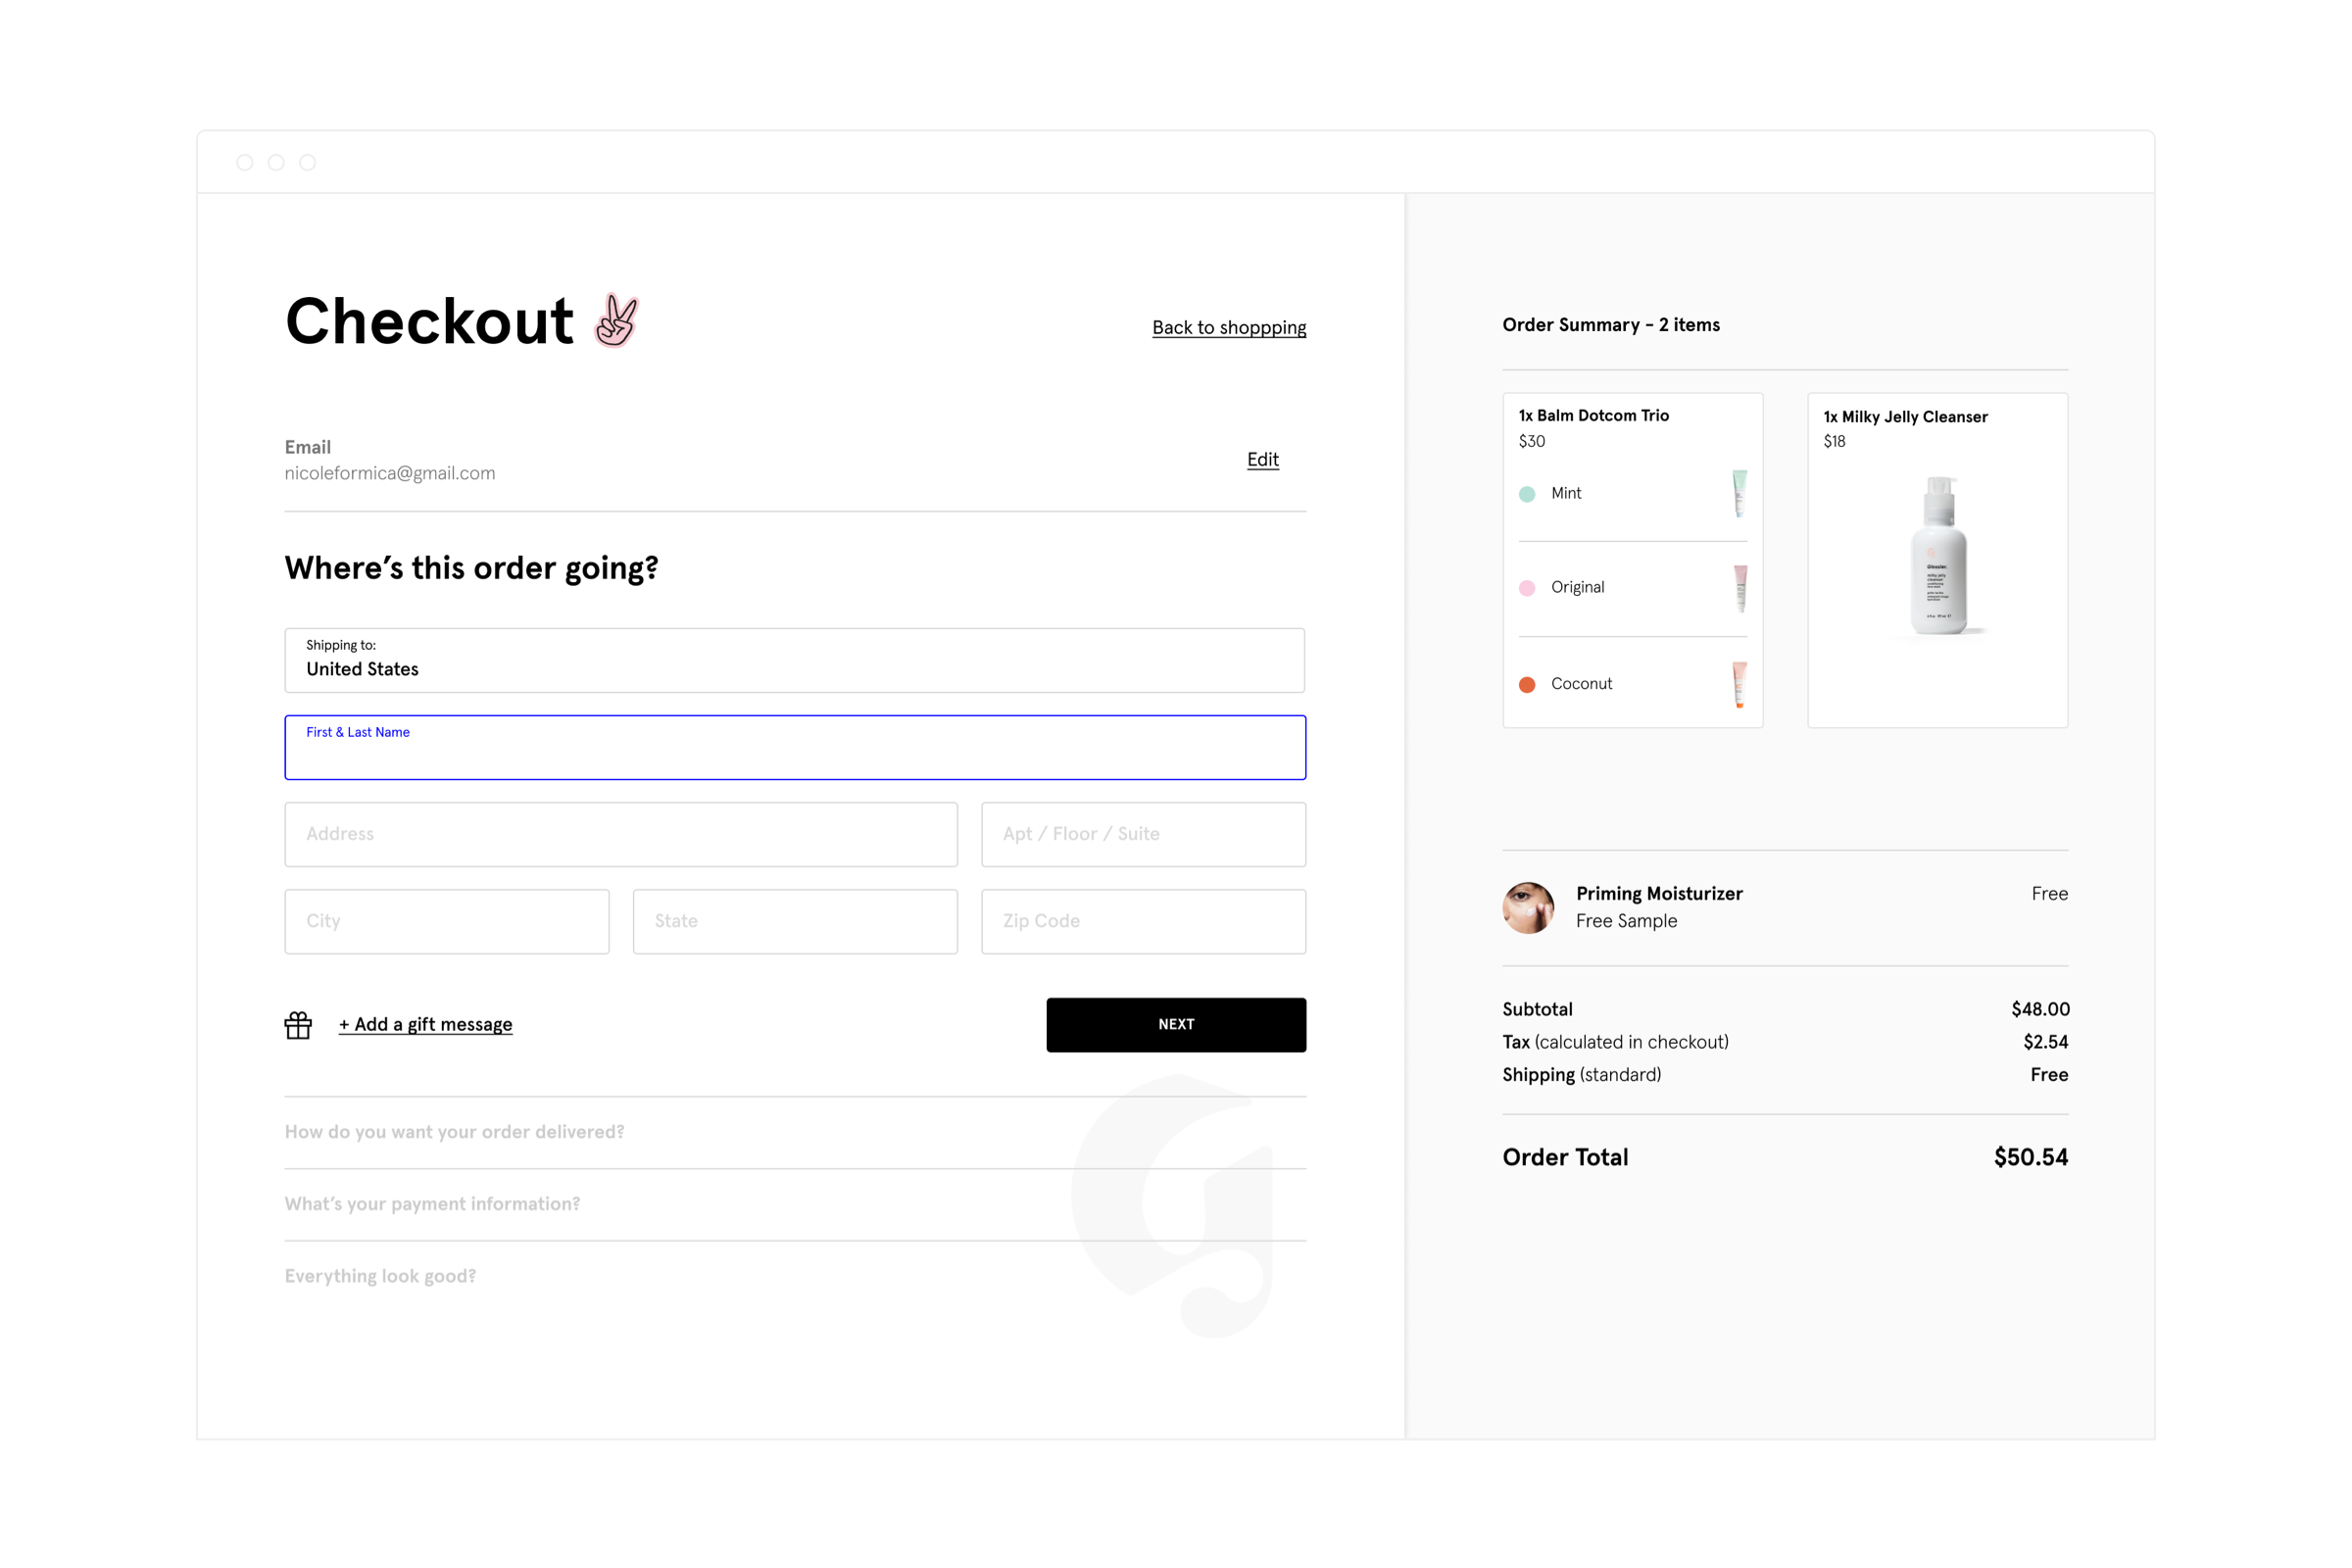 Checkout
Back to shoppping
Email
nicoleformica@gmail.com
Edit
Where’s this order going?
Shipping to:
United States
First & Last Name
Address
Apt / Floor / Suite
City
State
Zip Code
+ Add a gift message
NEXT
How do you want your order delivered?
What’s your payment information?
Everything look good?
Order Summary - 2 items
1x Balm Dotcom Trio
$30
Mint
Original
Coconut
1x Milky Jelly Cleanser
$18
Glossier.
milky jelly
cleanser
Priming Moisturizer
Free
Free Sample
Subtotal
$48.00
Tax (calculated in checkout)
$2.54
Shipping (standard)
Free
Order Total
$50.54